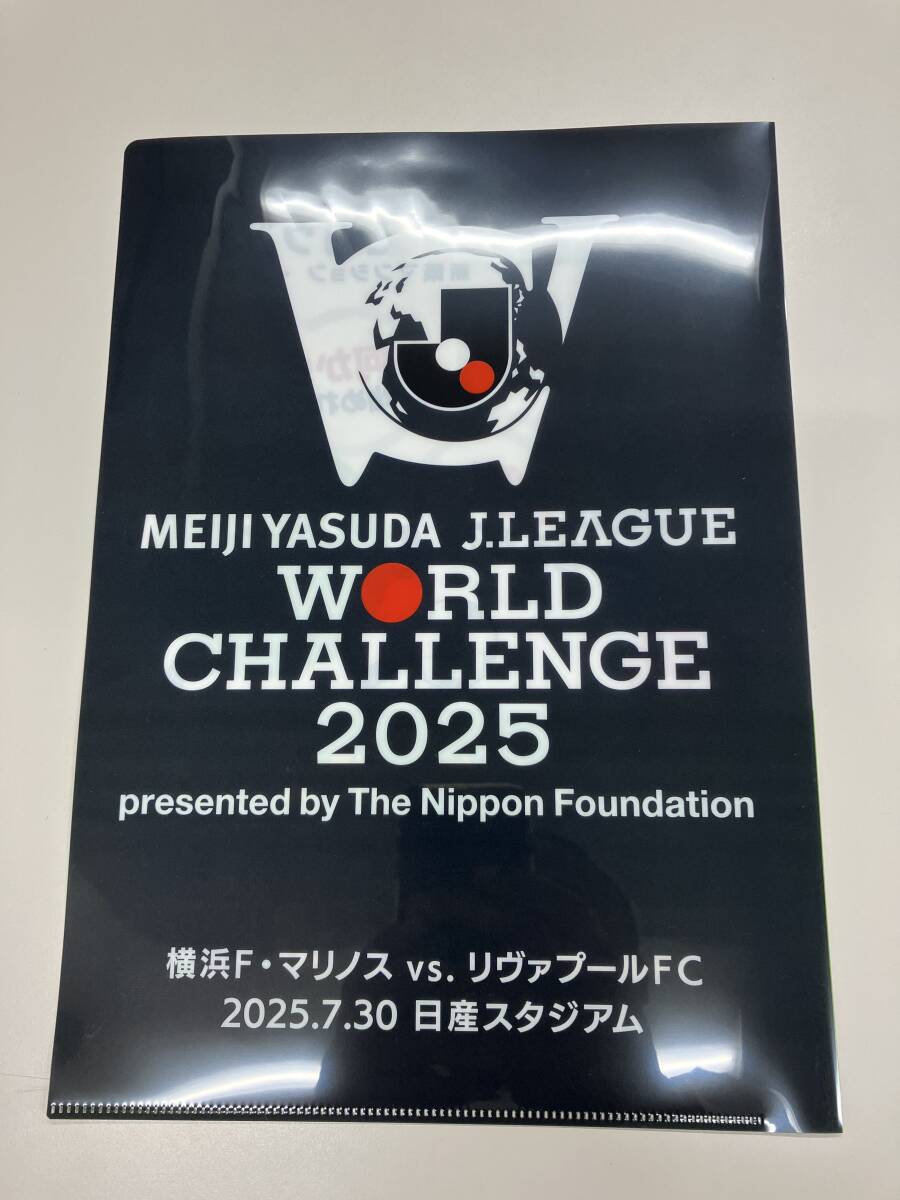 MEIJI YASUDA J.LEAGUE
WORLD
CHALLENGE
2025
presented by The Nippon Foundation
横浜F・マリノス vs. リヴァプールFC
2025.7.30 日産スタジアム